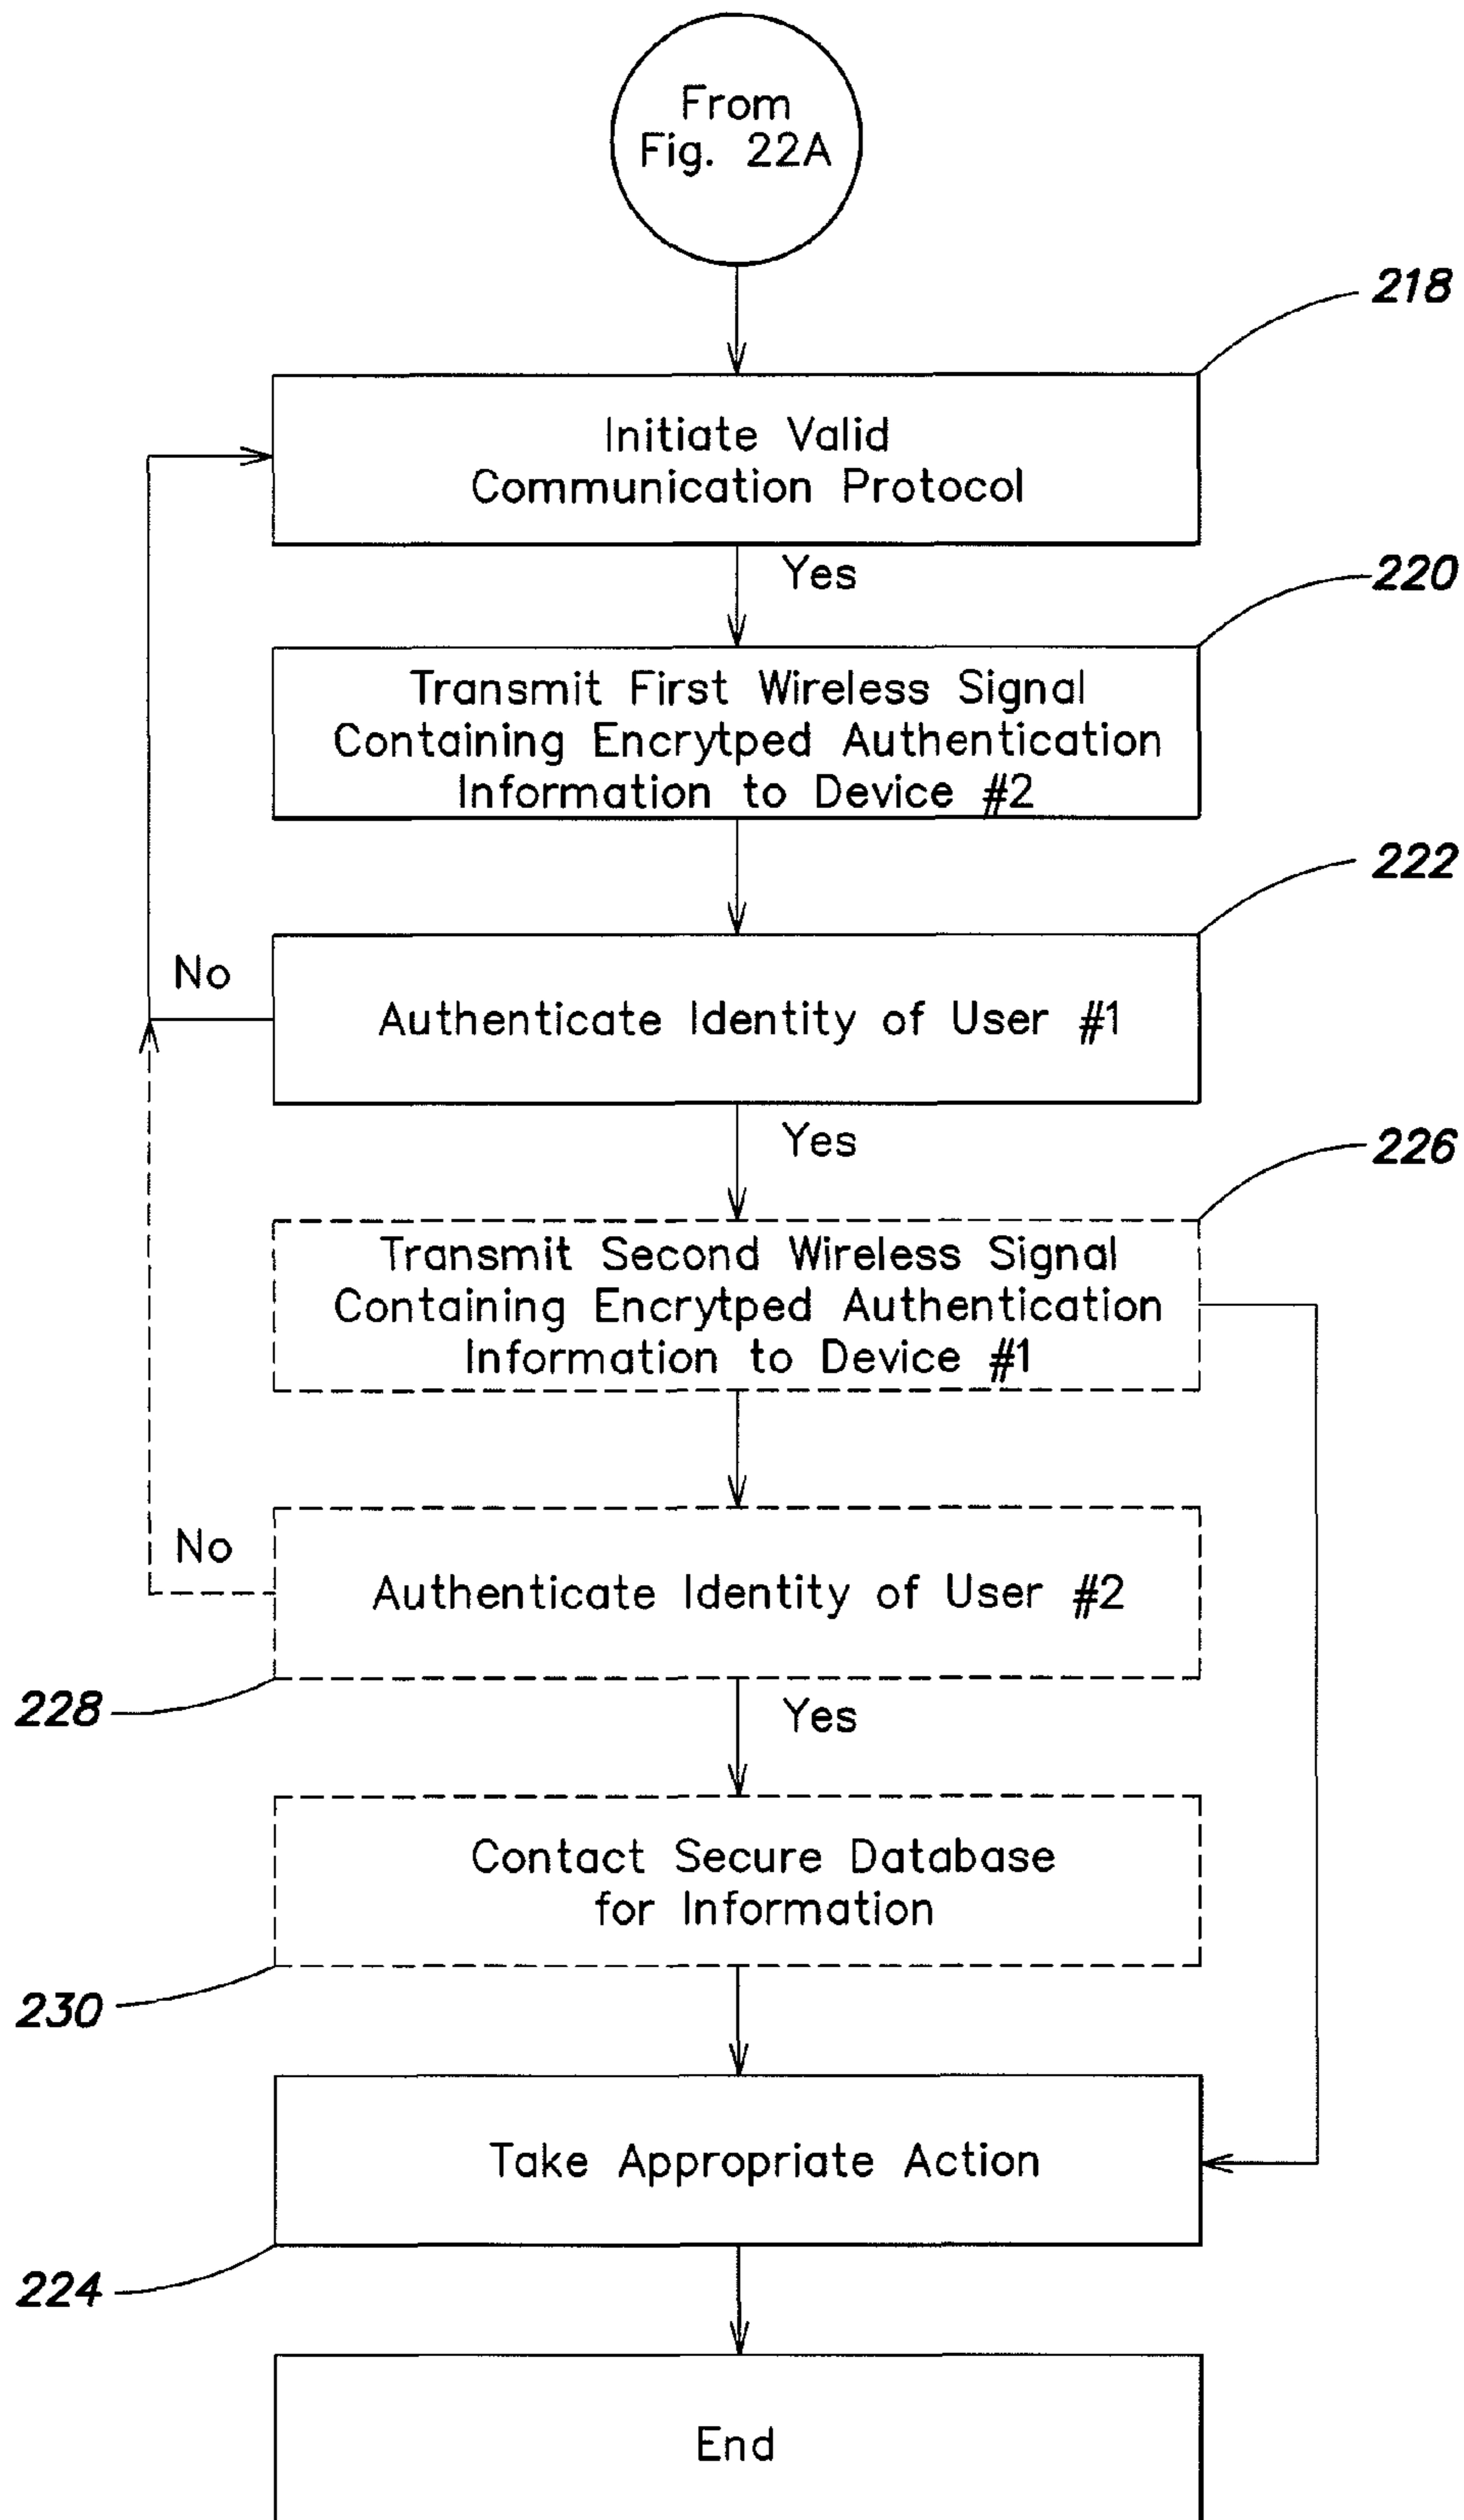 From
Fig. 22A
218
Initiate Valid
Communication Protocol
Yes
220
Transmit First Wireless Signal
Containing Encrytped Authentication
Information to Device #2
222
No
Authenticate Identity of User #1
Yes
226
Transmit Second Wireless Signal
Containing Encrytped Authentication
Information to Device #1
No
Authenticate Identity of User #2
228
Yes
Contact Secure Database
for Information
230
Take Appropriate Action
224
End